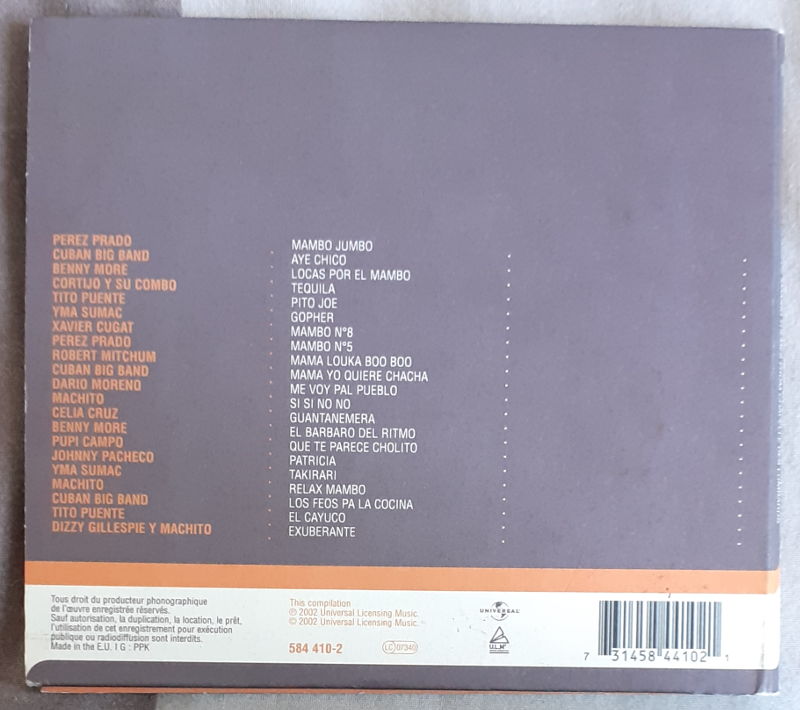 PEREZ PRADO MAMBO JUMBO
CUBAN BIG BAND AYE CHICO
BENNY MORE LOCAS POR EL MAMBO
CORTIJO Y SU COMBO TEQUILA
TITO PUENTE PITO JOE
YMA SUMAC GOPHER
XAVIER CUGAT MAMBO N°8
PEREZ PRADO MAMBO N°5
ROBERT MITCHUM MAMA LOUKA BOO BOO
CUBAN BIG BAND MAMA YO QUIERE CHACHA
DARIO MORENO ME VOY PAL PUEBLO
MACHITO SI SI NO NO
CELIA CRUZ GUANTANEMERA
BENNY MORE EL BARBARO DEL RITMO
PUPI CAMPO QUE TE PARECE CHOLITO
JOHNNY PACHECO PATRICIA
YMA SUMAC TAKIRARI
MACHITO RELAX MAMBO
CUBAN BIG BAND LOS FEOS PA LA COCINA
TITO PUENTE EL CAYUCO
DIZZY GILLESPIE Y MACHITO EXUBERANTE
Tous droit du producteur phonographique
de l'œuvre enregistrée réservés.
Sauf autorisation, la duplication, la location, le prêt,
l'utilisation de cet enregistrement pour exécution
publique ou radiodiffusion sont interdits.
Made in the E.U. I G : PPK
This compilation
℗ 2002 Universal Licensing Music.
© 2002 Universal Licensing Music.
584 410-2
LC 07340
UNIVERSAL
U.L.M
7 31458 44102 1